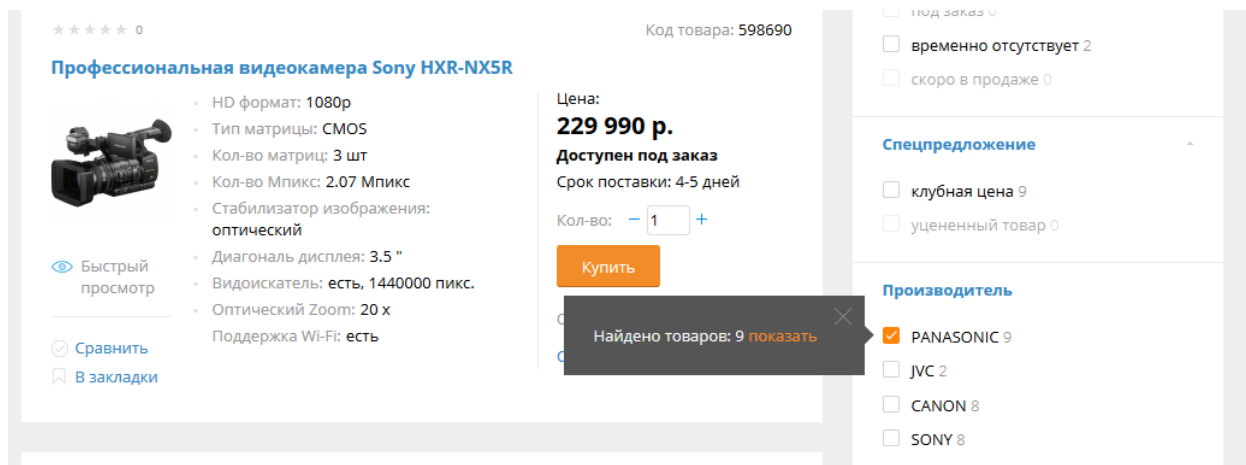 0
Код товара: 598690
Профессиональная видеокамера Sony HXR-NX5R
HD формат: 1080p
Тип матрицы: CMOS
Кол-во матриц: 3 шт
Кол-во Мпикс: 2.07 Мпикс
Стабилизатор изображения:
оптический
Диагональ дисплея: 3.5 "
Видоискатель: есть, 1440000 пикс.
Оптический Zoom: 20 x
Поддержка Wi-Fi: есть
Быстрый
просмотр
Сравнить
В закладки
Цена:
229 990 р.
Доступен под заказ
Срок поставки: 4-5 дней
Кол-во: − 1 +
Купить
Найдено товаров: 9 показать
под заказ 0
временно отсутствует 2
скоро в продаже 0
Спецпредложение
клубная цена 9
уцененный товар 0
Производитель
PANASONIC 9
JVC 2
CANON 8
SONY 8